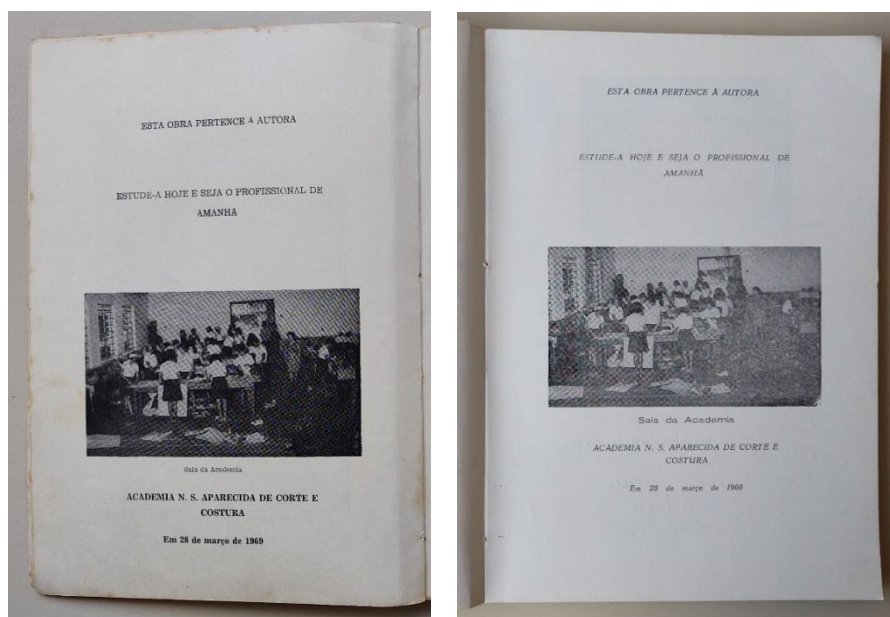 ESTA OBRA PERTENCE À AUTORA
ESTUDE-A HOJE E SEJA O PROFISSIONAL DE
AMANHÃ
Sala da Academia
ACADEMIA N. S. APARECIDA DE CORTE E
COSTURA
Em 28 de março de 1969
ESTA OBRA PERTENCE À AUTORA
ESTUDE-A HOJE E SEJA O PROFISSIONAL DE
AMANHÃ
Sala da Academia
ACADEMIA N. S. APARECIDA DE CORTE E
COSTURA
Em 28 de março de 1969